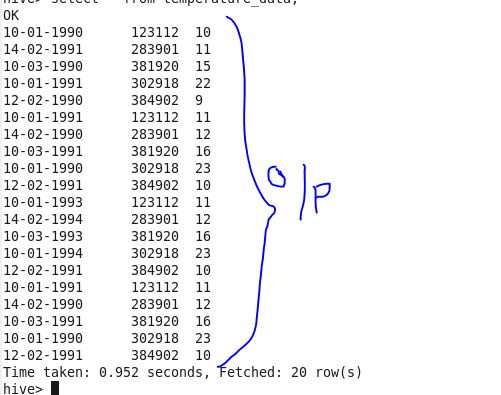 hive> select * from temperature_data;
OK
10-01-1990 123112 10
14-02-1991 283901 11
10-03-1990 381920 15
10-01-1991 302918 22
12-02-1990 384902 9
10-01-1991 123112 11
14-02-1990 283901 12
10-03-1991 381920 16
10-01-1990 302918 23
12-02-1991 384902 10
10-01-1993 123112 11
14-02-1994 283901 12
10-03-1993 381920 16
10-01-1994 302918 23
12-02-1991 384902 10
10-01-1991 123112 11
14-02-1990 283901 12
10-03-1991 381920 16
10-01-1990 302918 23
12-02-1991 384902 10
O/P
Time taken: 0.952 seconds, Fetched: 20 row(s)
hive>